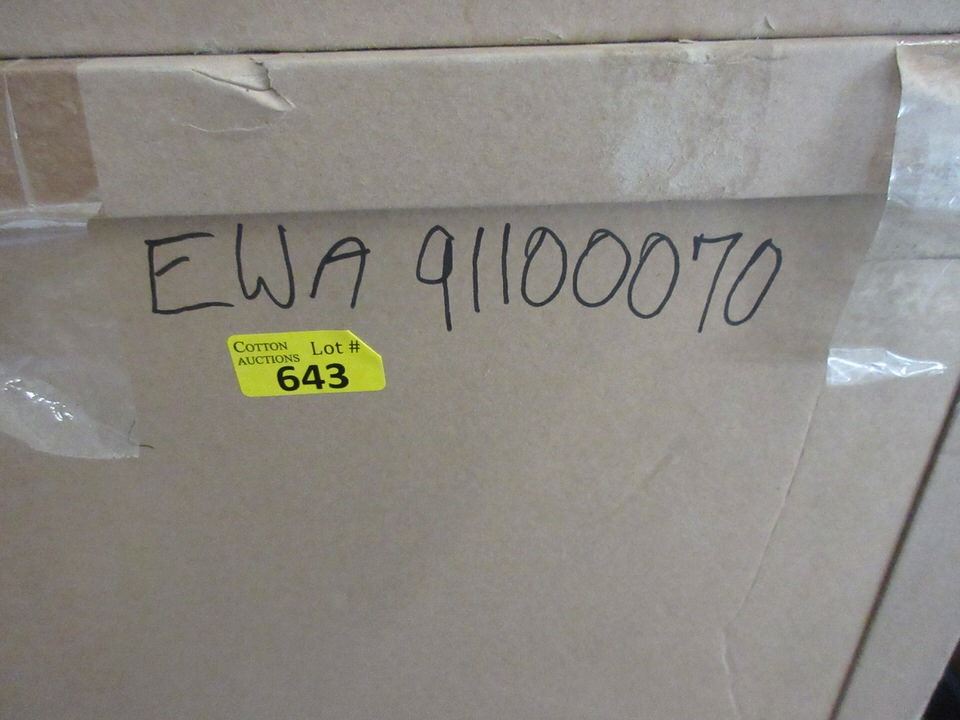 EWA 91100070
COTTON AUCTIONS Lot #
643